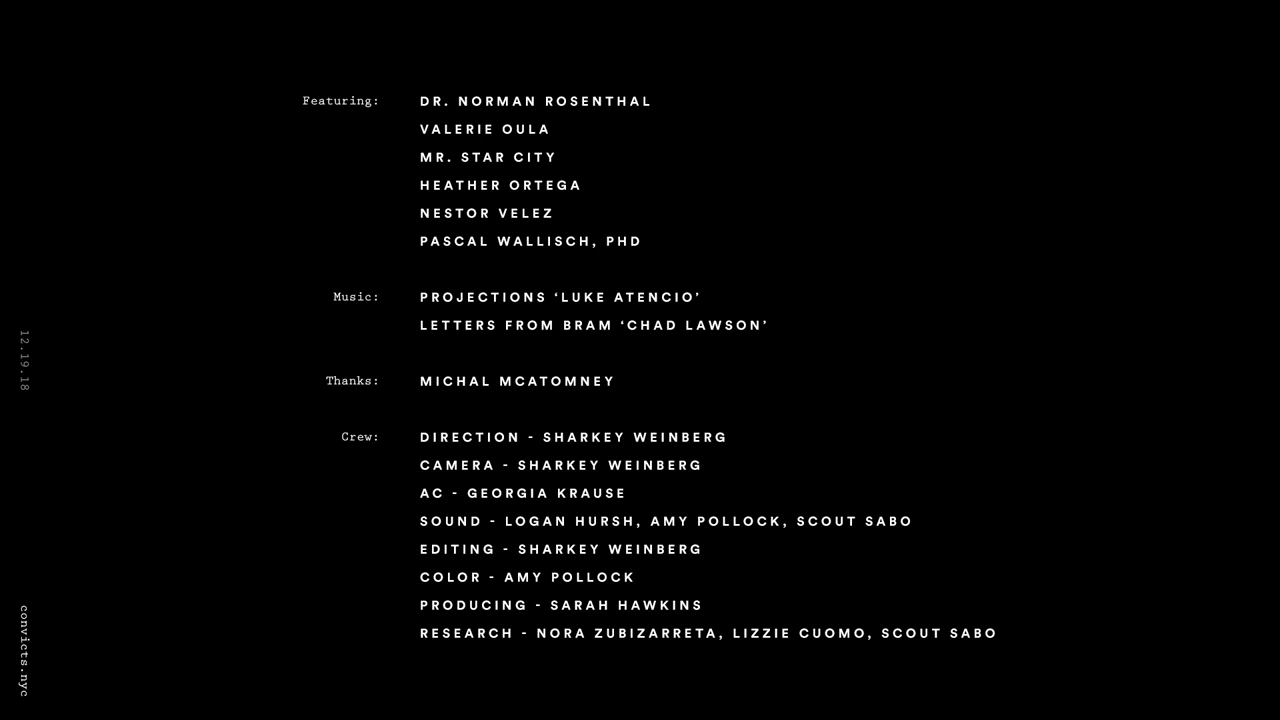 Featuring: DR. NORMAN ROSENTHAL
VALERIE OULA
MR. STAR CITY
HEATHER ORTEGA
NESTOR VELEZ
PASCAL WALLISCH, PHD
Music: PROJECTIONS ‘LUKE ATENCIO’
LETTERS FROM BRAM ‘CHAD LAWSON’
Thanks: MICHAL MCATOMNEY
Crew: DIRECTION - SHARKEY WEINBERG
CAMERA - SHARKEY WEINBERG
AC - GEORGIA KRAUSE
SOUND - LOGAN HURSH, AMY POLLOCK, SCOUT SABO
EDITING - SHARKEY WEINBERG
COLOR - AMY POLLOCK
PRODUCING - SARAH HAWKINS
RESEARCH - NORA ZUBIZARRETA, LIZZIE CUOMO, SCOUT SABO
12.19.18
convicts.nyc